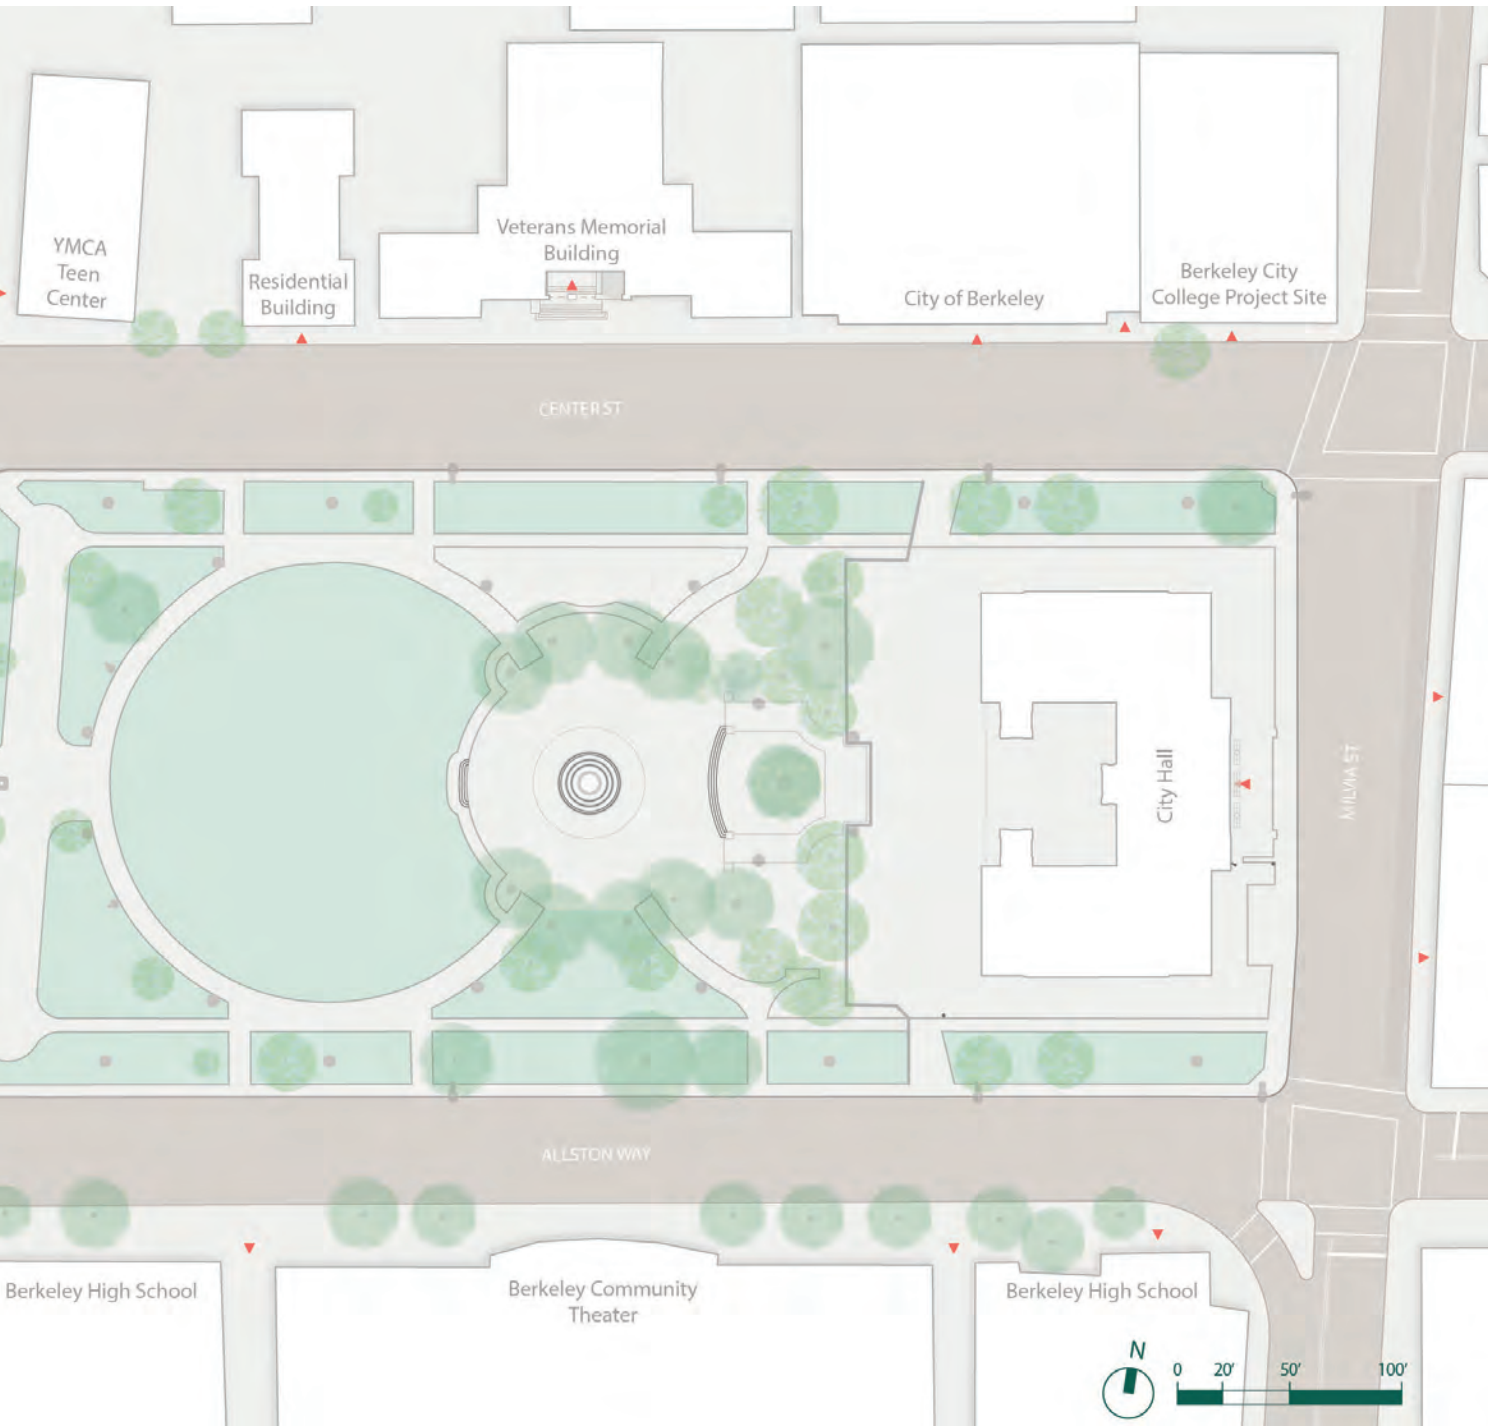 YMCA
Teen
Center
Residential
Building
Veterans Memorial
Building
City of Berkeley
Berkeley City
College Project Site
CENTER ST
City Hall
MILVIA ST
ALLSTON WAY
Berkeley High School
Berkeley Community
Theater
Berkeley High School
N
0 20' 50' 100'